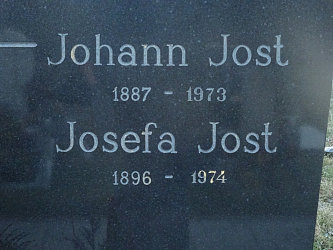 Johann Jost
1887 - 1973
Josefa Jost
1896 - 1974